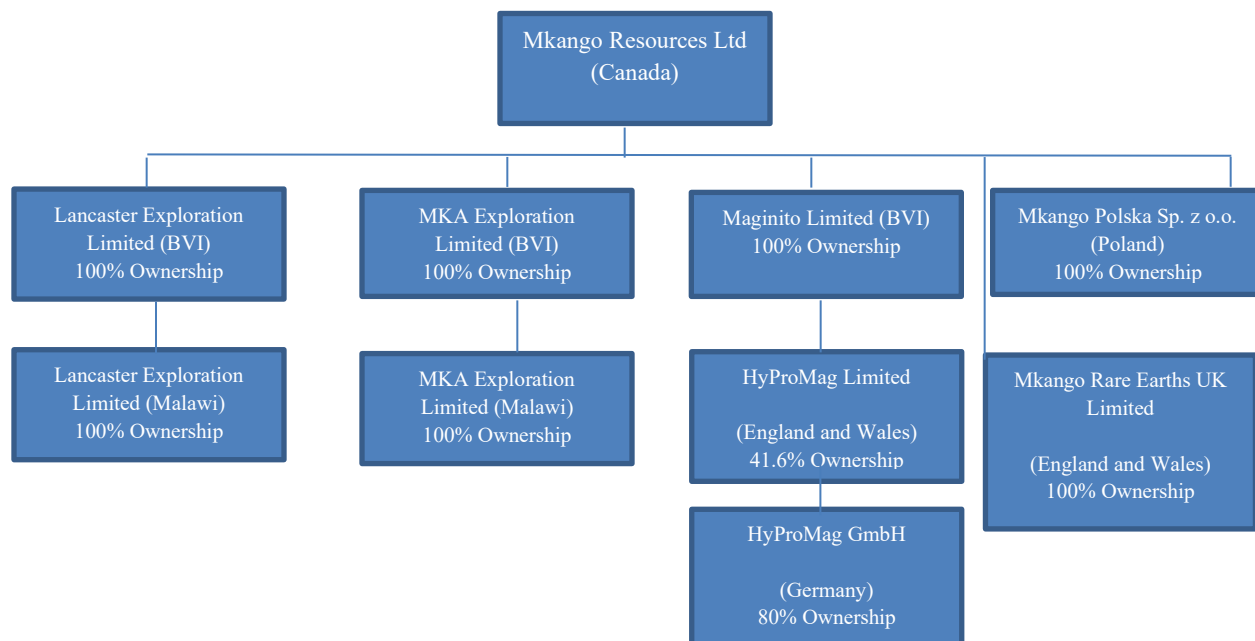 Mkango Resources Ltd
(Canada)
Lancaster Exploration
Limited (BVI)
100% Ownership
MKA Exploration
Limited (BVI)
100% Ownership
Maginito Limited (BVI)
100% Ownership
Mkango Polska Sp. z o.o.
(Poland)
100% Ownership
Lancaster Exploration
Limited (Malawi)
100% Ownership
MKA Exploration
Limited (Malawi)
100% Ownership
HyProMag Limited
(England and Wales)
41.6% Ownership
Mkango Rare Earths UK
Limited
(England and Wales)
100% Ownership
HyProMag GmbH
(Germany)
80% Ownership